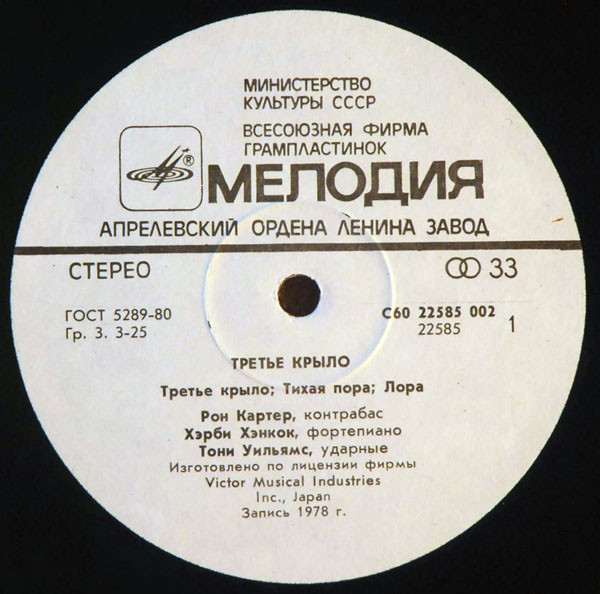 МИНИСТЕРСТВО
КУЛЬТУРЫ СССР
ВСЕСОЮЗНАЯ ФИРМА
ГРАМПЛАСТИНОК
®
МЕЛОДИЯ
АПРЕЛЕВСКИЙ ОРДЕНА ЛЕНИНА ЗАВОД
СТЕРЕО
33
ГОСТ 5289-80
Гр. 3. 3-25
С60 22585 002
22585
1
ТРЕТЬЕ КРЫЛО
Третье крыло; Тихая пора; Лора
Рон Картер, контрабас
Хэрби Хэнкок, фортепиано
Тони Уильямс, ударные
Изготовлено по лицензии фирмы
Victor Musical Industries
Inc., Japan
Запись 1978 г.